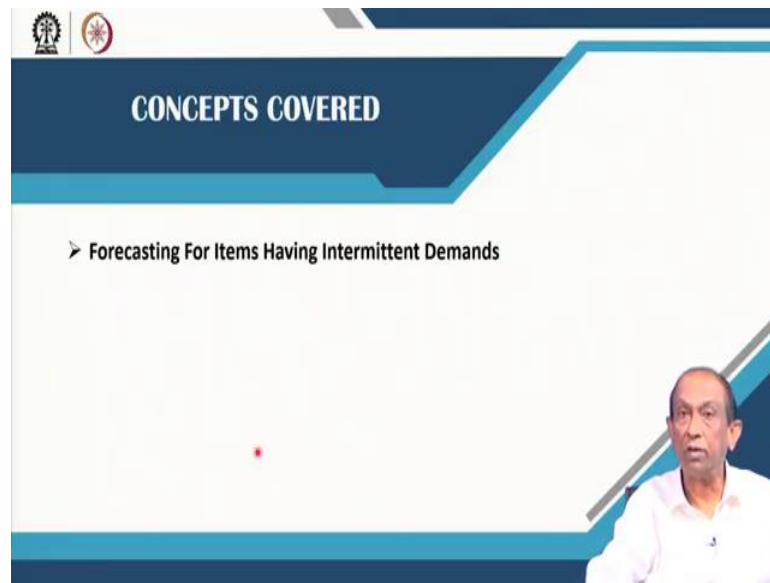 CONCEPTS COVERED
➢ Forecasting For Items Having Intermittent Demands